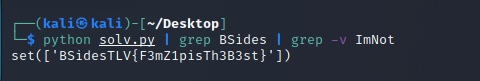 ┌──(kali㉿kali)-[~/Desktop]
└─$ python solv.py | grep BSides | grep -v ImNot
set(['BSidesTLV{F3mZ1pisTh3B3st}'])